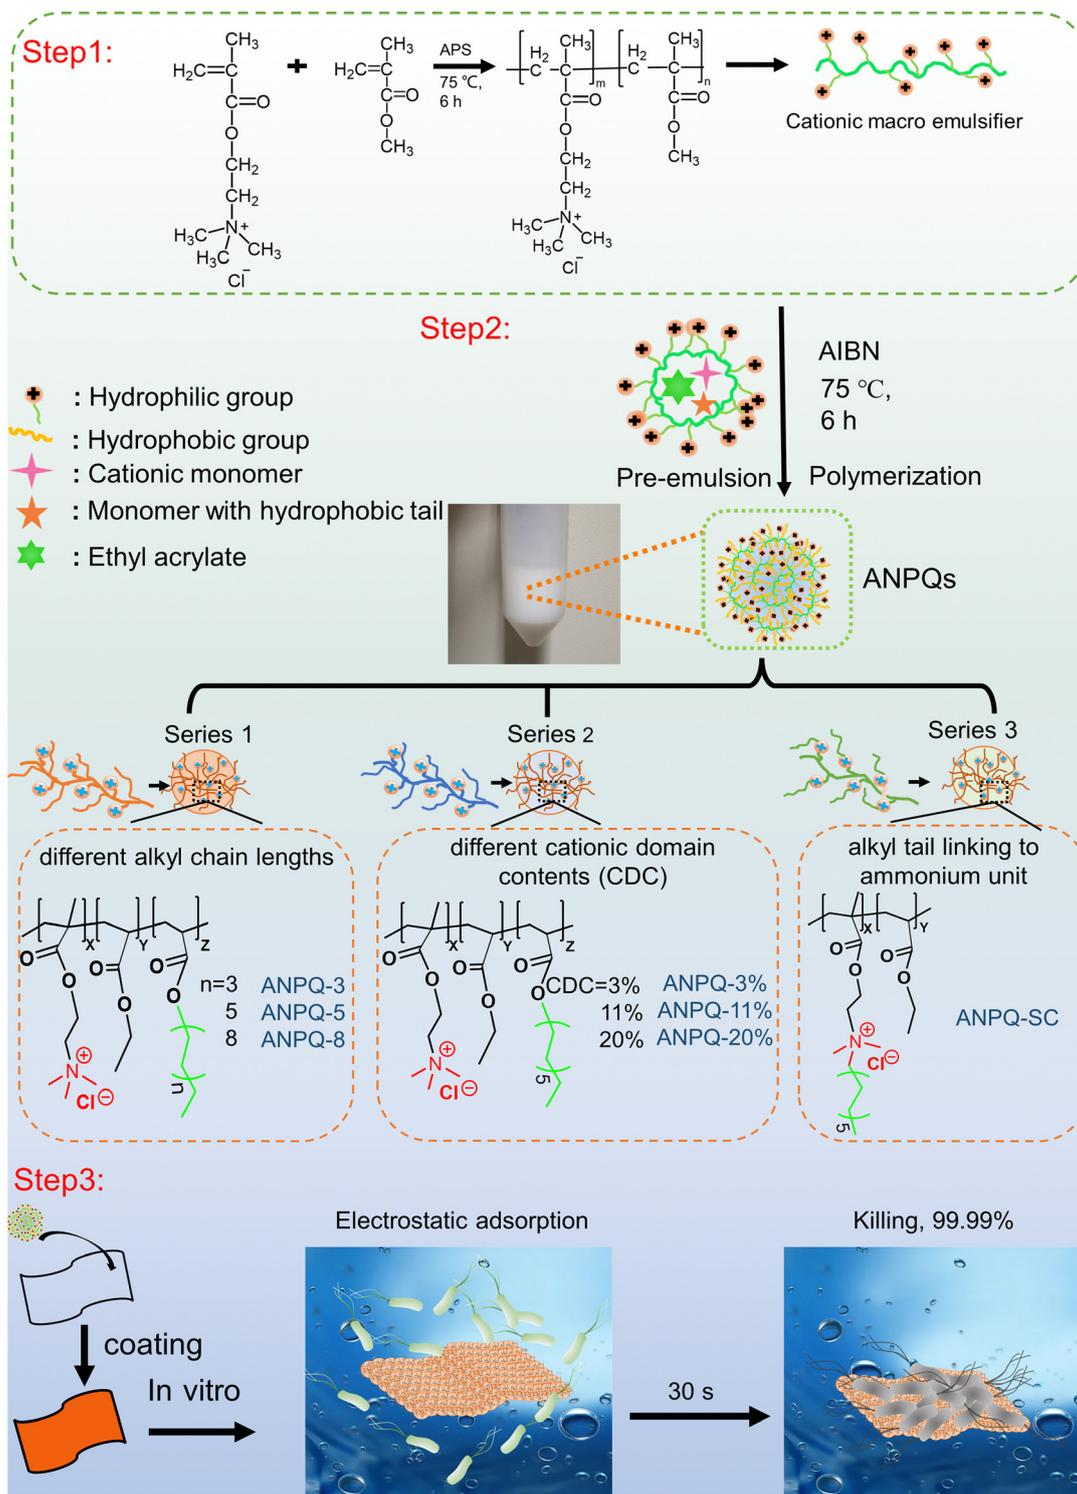 Step1:
CH3
H2C
C
C=O
O
CH2
CH2
H3C
N+
CH3
H3C
Cl−
+
CH3
H2C=C
C=O
O
CH3
APS
75 ℃,
6 h
H2
C
CH3
C
m
C=O
O
CH2
CH2
H3C
N+
H3C
CH3
Cl−
H2
C
CH3
C
n
C=O
O
CH3
Cationic macro emulsifier
Step2:
AIBN
75 ℃,
6 h
Pre-emulsion
Polymerization
: Hydrophilic group
: Hydrophobic group
: Cationic monomer
: Monomer with hydrophobic tail
: Ethyl acrylate
ANPQs
Series 1
Series 2
Series 3
different alkyl chain lengths
X Y Z
O O O
O O O
n=3 ANPQ-3
5 ANPQ-5
8 ANPQ-8
N⊕
Cl⊖
n
different cationic domain
contents (CDC)
X Y Z
O O O
O O O
CDC=3% ANPQ-3%
11% ANPQ-11%
20% ANPQ-20%
N⊕
Cl⊖
5
alkyl tail linking to
ammonium unit
X Y
O O
O O
ANPQ-SC
N⊕
Cl⊖
5
Step3:
coating
In vitro
Electrostatic adsorption
30 s
Killing, 99.99%